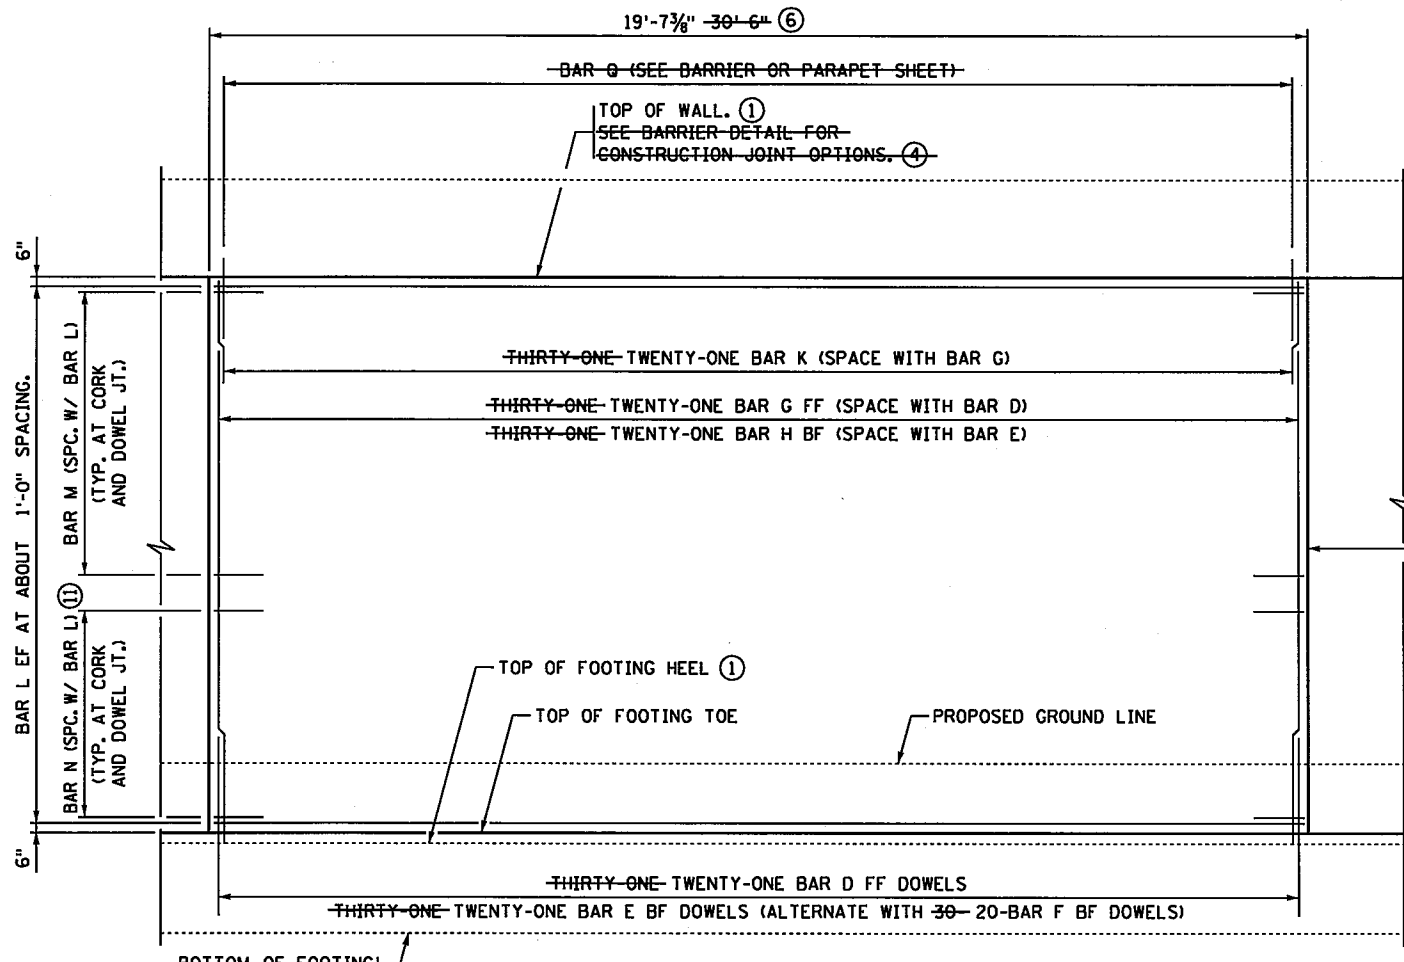 19'-7⅜" 30'-6" ⑥
BAR Q (SEE BARRIER OR PARAPET SHEET)
TOP OF WALL. ①
SEE BARRIER DETAIL FOR
CONSTRUCTION JOINT OPTIONS. ④
6"
BAR L EF AT ABOUT 1'-0" SPACING.
BAR M (SPC. W/ BAR L)
(TYP. AT CORK
AND DOWEL JT.)
THIRTY-ONE TWENTY-ONE BAR K (SPACE WITH BAR G)
THIRTY-ONE TWENTY-ONE BAR G FF (SPACE WITH BAR D)
THIRTY-ONE TWENTY-ONE BAR H BF (SPACE WITH BAR E)
BAR N (SPC. W/ BAR L) ⑪
(TYP. AT CORK
AND DOWEL JT.)
TOP OF FOOTING HEEL ①
TOP OF FOOTING TOE
PROPOSED GROUND LINE
6"
THIRTY-ONE TWENTY-ONE BAR D FF DOWELS
THIRTY-ONE TWENTY-ONE BAR E BF DOWELS (ALTERNATE WITH 30 20-BAR F BF DOWELS)
BOTTOM OF FOOTING